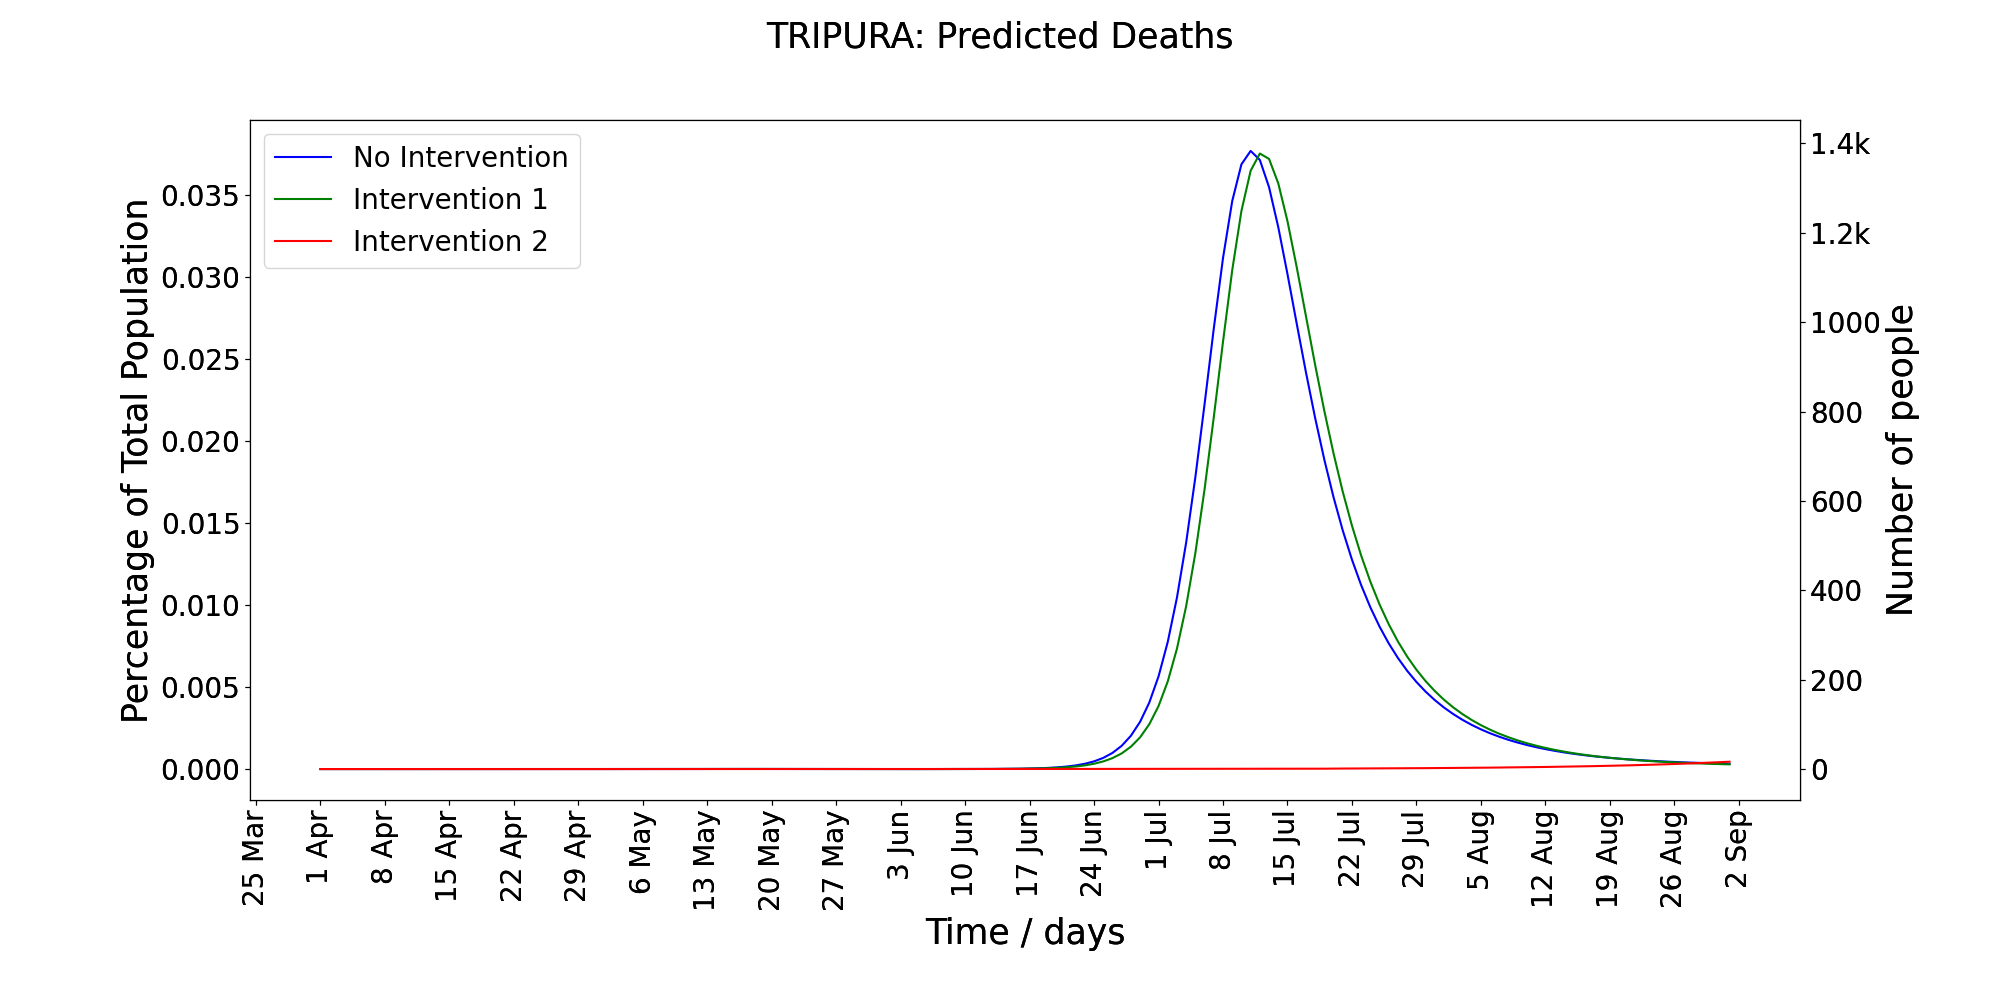 TRIPURA: Predicted Deaths
No Intervention
Intervention 1
Intervention 2
Percentage of Total Population
0.035
0.030
0.025
0.020
0.015
0.010
0.005
0.000
1.4k
1.2k
1000
800
600
400
200
0
Number of people
25 Mar
1 Apr
8 Apr
15 Apr
22 Apr
29 Apr
6 May
13 May
20 May
27 May
3 Jun
10 Jun
17 Jun
24 Jun
1 Jul
8 Jul
15 Jul
22 Jul
29 Jul
5 Aug
12 Aug
19 Aug
26 Aug
2 Sep
Time / days